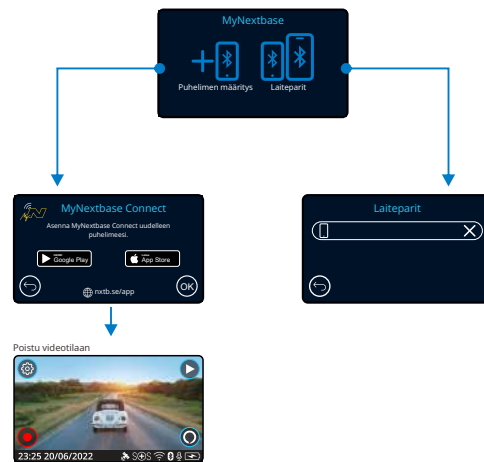 MyNextbase
Puhelimen määritys
Laiteparit
MyNextbase Connect
Asenna MyNextbase Connect uudelleen
puhelimeesi.
Google Play
App Store
nxtb.se/app
OK
Laiteparit
Poistu videotilaan
23:25 20/06/2022
SOS